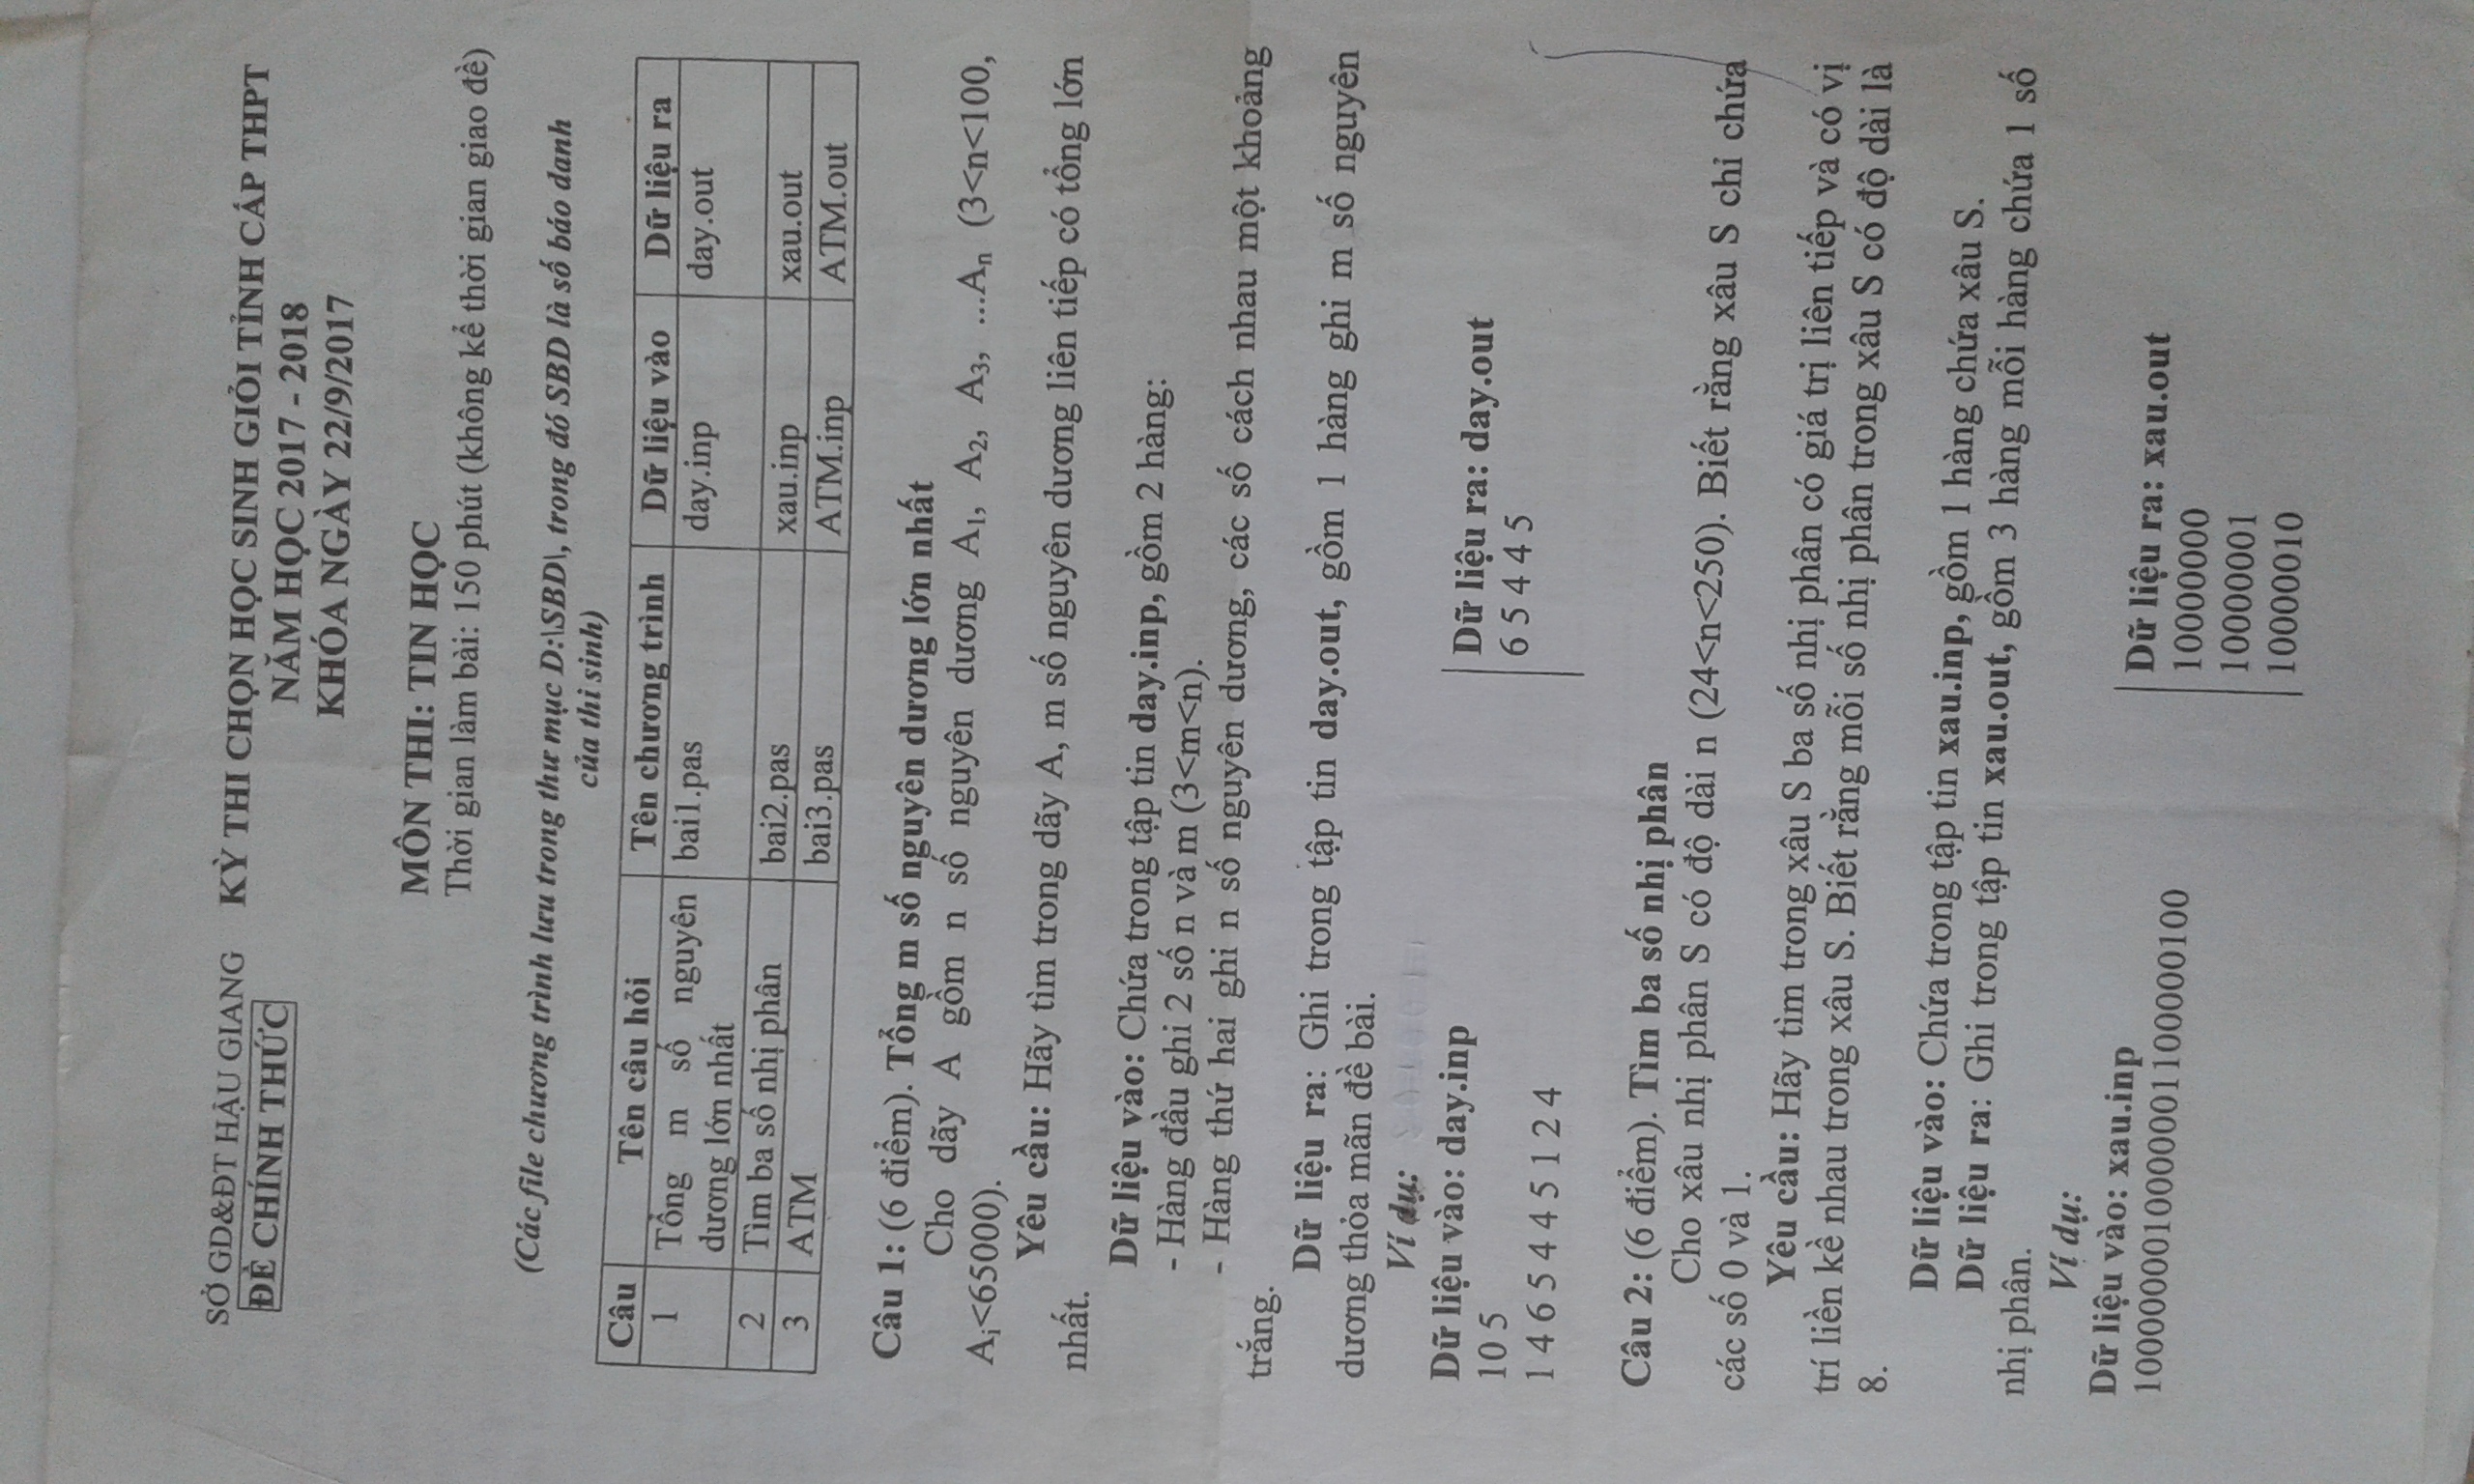 SỞ GD&ĐT HẬU GIANG KỲ THI CHỌN HỌC SINH GIỎI TỈNH CẤP THPT
ĐỀ CHÍNH THỨC NĂM HỌC 2017 - 2018
KHÓA NGÀY 22/9/2017
MÔN THI: TIN HỌC
Thời gian làm bài: 150 phút (không kể thời gian giao đề)
(Các file chương trình lưu trong thư mục D:\SBD\, trong đó SBD là số báo danh
của thi sinh)
Câu Tên câu hỏi Tên chương trình Dữ liệu vào Dữ liệu ra
1 Tổng m số nguyên bai1.pas day.inp day.out
dương lớn nhất
2 Tìm ba số nhị phân bai2.pas xau.inp xau.out
3 ATM bai3.pas ATM.inp ATM.out
Câu 1: (6 điểm). Tổng m số nguyên dương lớn nhất
Cho dãy A gồm n số nguyên dương A1, A2, A3, ...An (3<n<100,
Ai<65000).
Yêu cầu: Hãy tìm trong dãy A, m số nguyên dương liên tiếp có tổng lớn
nhất.
Dữ liệu vào: Chứa trong tập tin day.inp, gồm 2 hàng:
- Hàng đầu ghi 2 số n và m (3<m<n).
- Hàng thứ hai ghi n số nguyên dương, các số cách nhau một khoảng
trắng.
Dữ liệu ra: Ghi trong tập tin day.out, gồm 1 hàng ghi m số nguyên
dương thỏa mãn đề bài.
Ví dụ:
Dữ liệu vào: day.inp
10 5
1 4 6 5 4 4 5 1 2 4
Dữ liệu ra: day.out
6 5 4 4 5
Câu 2: (6 điểm). Tìm ba số nhị phân
Cho xâu nhị phân S có độ dài n (24<n<250). Biết rằng xâu S chỉ chứa
các số 0 và 1.
Yêu cầu: Hãy tìm trong xâu S ba số nhị phân có giá trị liên tiếp và có vị
trí liền kề nhau trong xâu S. Biết rằng mỗi số nhị phân trong xâu S có độ dài là
8.
Dữ liệu vào: Chứa trong tập tin xau.inp, gồm 1 hàng chứa xâu S.
Dữ liệu ra: Ghi trong tập tin xau.out, gồm 3 hàng mỗi hàng chứa 1 số
nhị phân.
Ví dụ:
Dữ liệu vào: xau.inp
1000000010000001100000100
Dữ liệu ra: xau.out
10000000
10000001
10000010